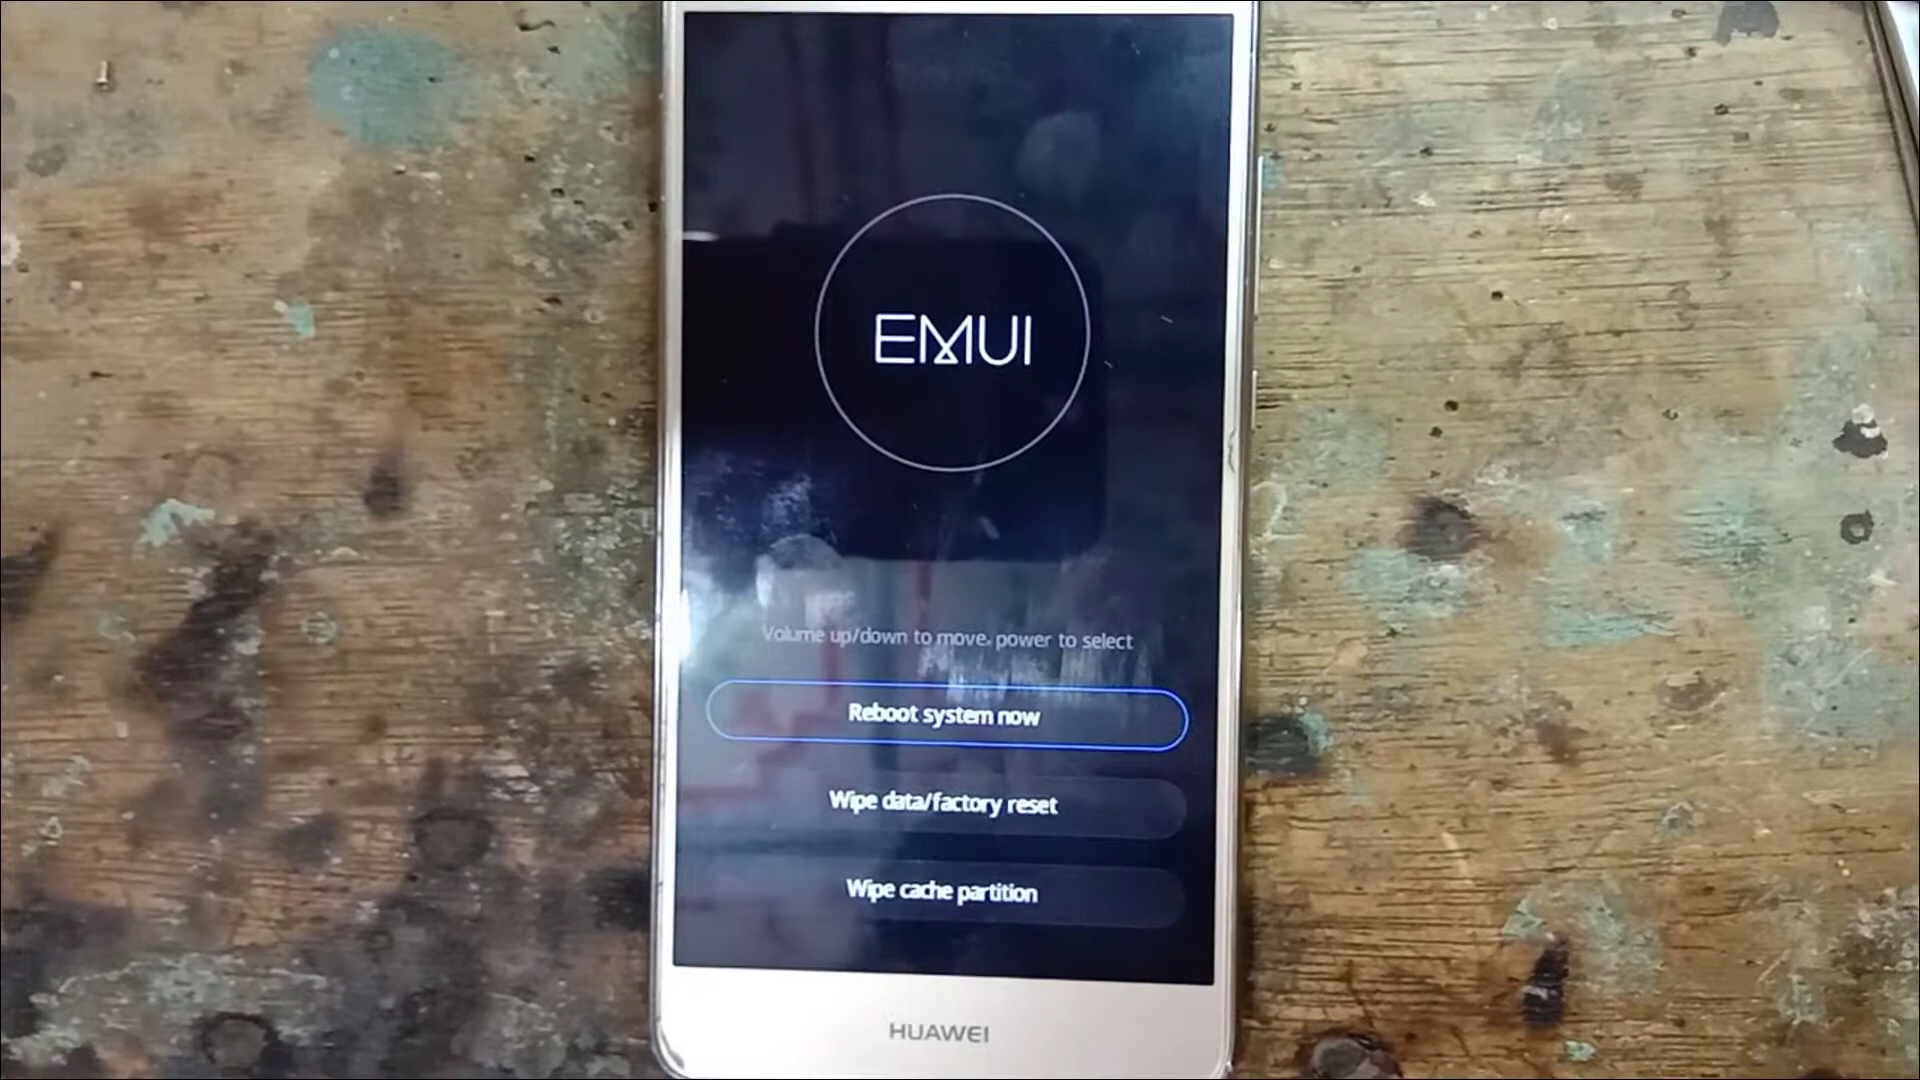 EMUI
Volume up/down to move. power to select
Reboot system now
Wipe data/factory reset
Wipe cache partition
HUAWEI